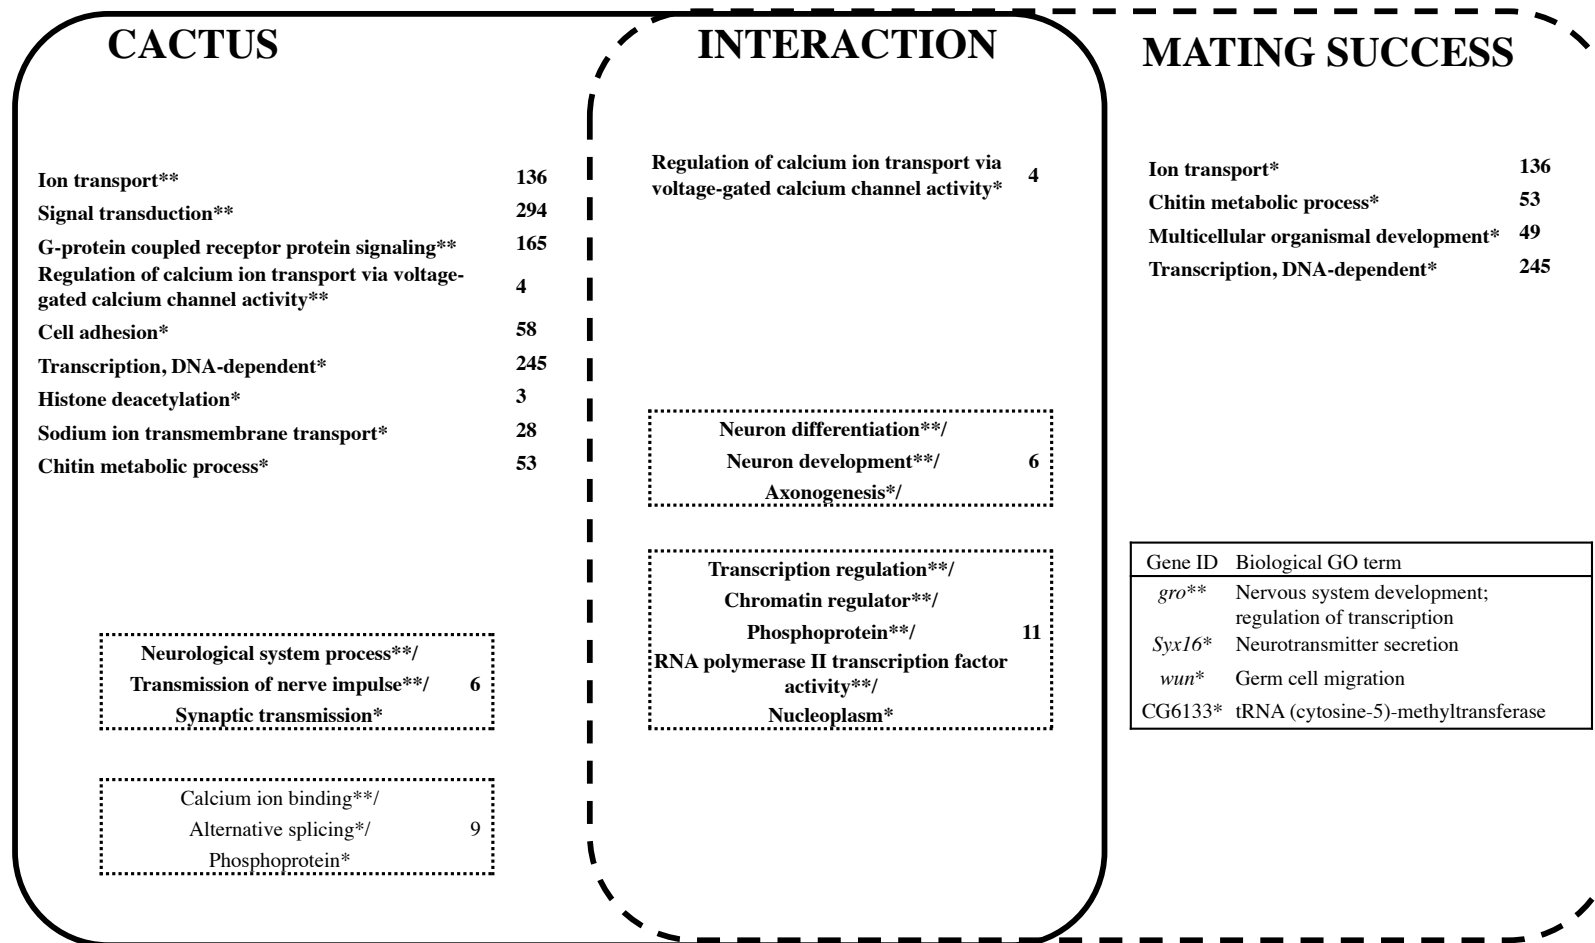 CACTUS
Ion transport** 136
Signal transduction** 294
G-protein coupled receptor protein signaling** 165
Regulation of calcium ion transport via voltage-
gated calcium channel activity** 4
Cell adhesion* 58
Transcription, DNA-dependent* 245
Histone deacetylation* 3
Sodium ion transmembrane transport* 28
Chitin metabolic process* 53
Neurological system process**/
Transmission of nerve impulse**/ 6
Synaptic transmission*
Calcium ion binding**/
Alternative splicing*/ 9
Phosphoprotein*
INTERACTION
Regulation of calcium ion transport via
voltage-gated calcium channel activity* 4
Neuron differentiation**/
Neuron development**/ 6
Axonogenesis*/
Transcription regulation**/
Chromatin regulator**/
Phosphoprotein**/ 11
RNA polymerase II transcription factor
activity**/
Nucleoplasm*
MATING SUCCESS
Ion transport* 136
Chitin metabolic process* 53
Multicellular organismal development* 49
Transcription, DNA-dependent* 245
Gene ID Biological GO term
gro** Nervous system development;
regulation of transcription
Syx16* Neurotransmitter secretion
wun* Germ cell migration
CG6133* tRNA (cytosine-5)-methyltransferase